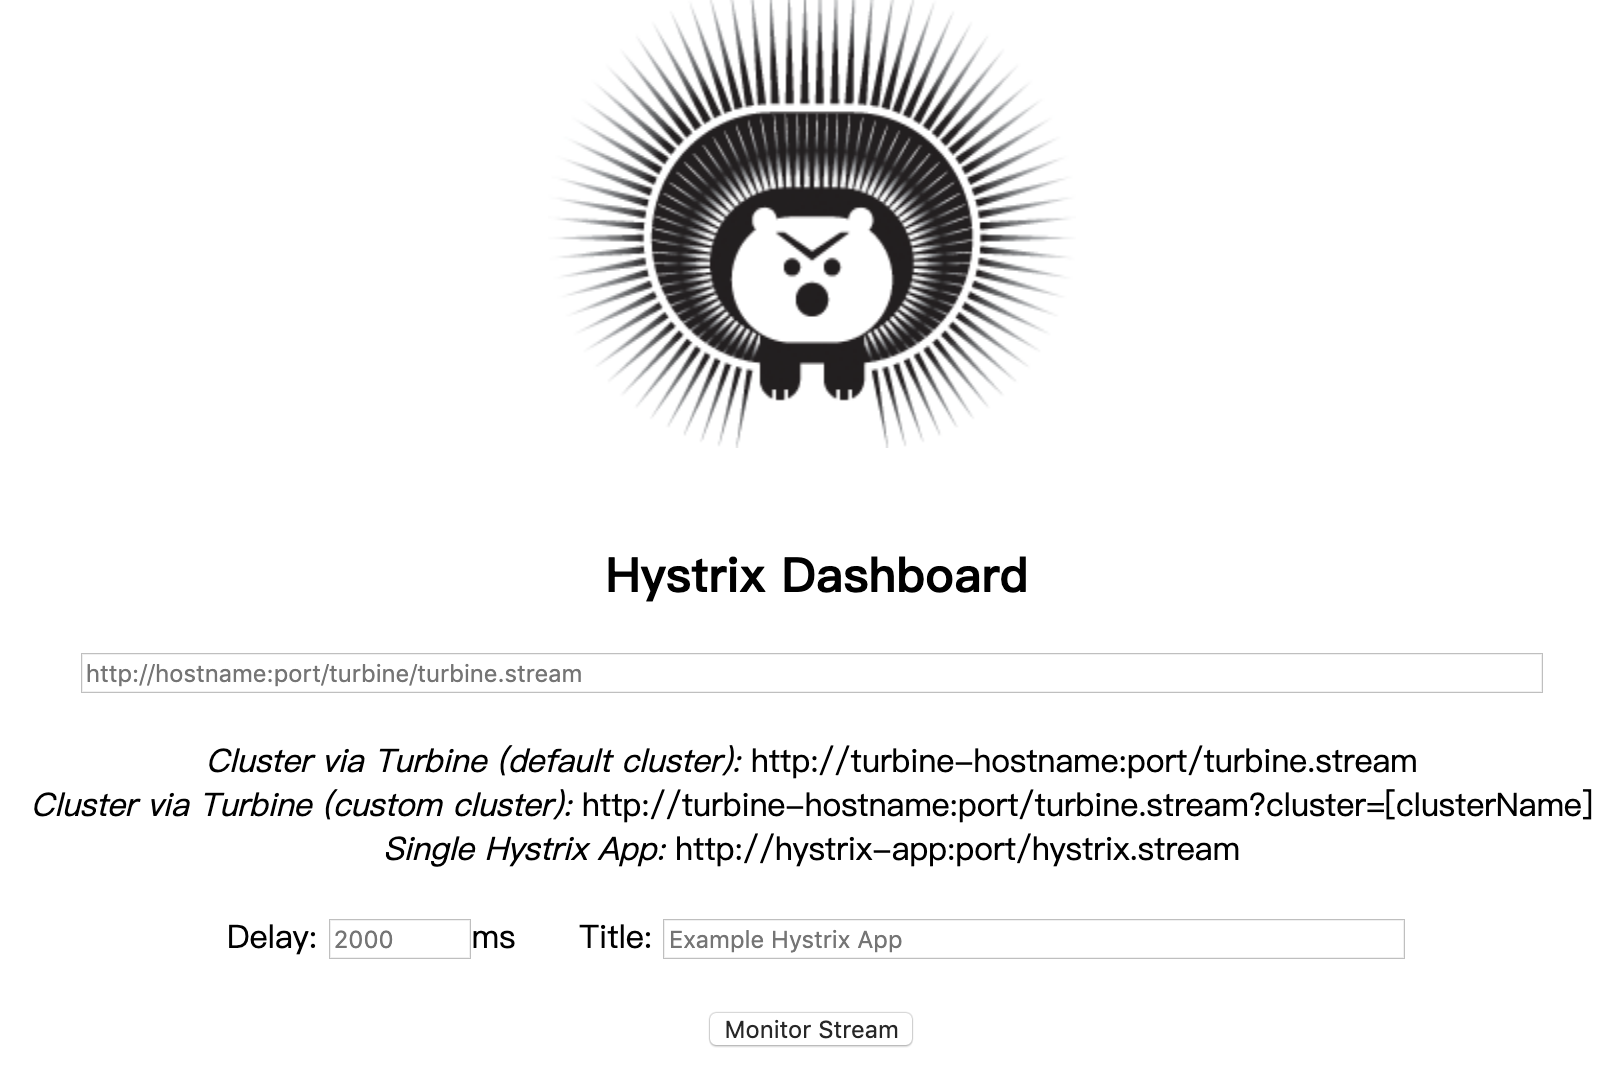 Hystrix Dashboard
http://hostname:port/turbine/turbine.stream
Cluster via Turbine (default cluster): http://turbine-hostname:port/turbine.stream
Cluster via Turbine (custom cluster): http://turbine-hostname:port/turbine.stream?cluster=[clusterName]
Single Hystrix App: http://hystrix-app:port/hystrix.stream
Delay: 2000 ms Title: Example Hystrix App
Monitor Stream